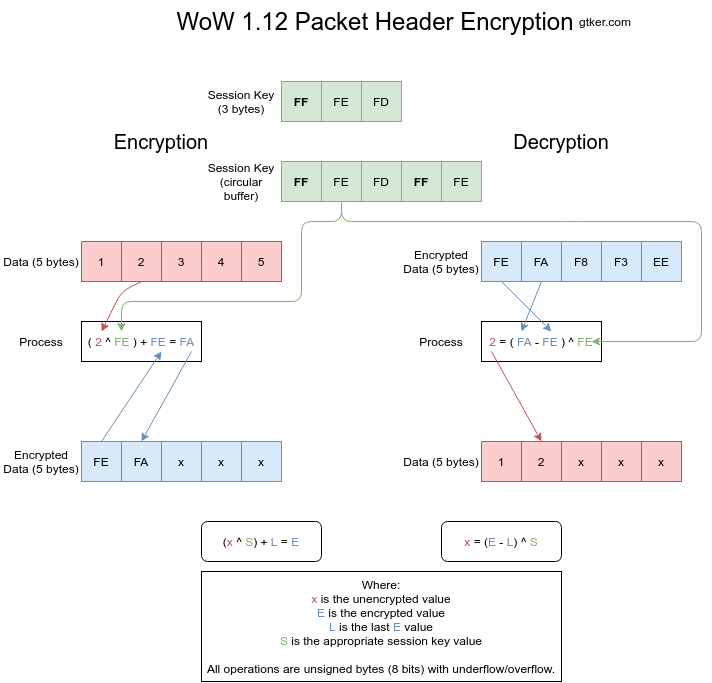 WoW 1.12 Packet Header Encryption gtker.com
Session Key
(3 bytes)
FF FE FD
Encryption
Decryption
Session Key
(circular
buffer)
FF FE FD FF FE
Data (5 bytes)
1 2 3 4 5
Encrypted
Data (5 bytes)
FE FA F8 F3 EE
Process
( 2 ^ FE ) + FE = FA
Process
2 = ( FA - FE ) ^ FE
Encrypted
Data (5 bytes)
FE FA x x x
Data (5 bytes)
1 2 x x x
(x ^ S) + L = E
x = (E - L) ^ S
Where:
x is the unencrypted value
E is the encrypted value
L is the last E value
S is the appropriate session key value
All operations are unsigned bytes (8 bits) with underflow/overflow.